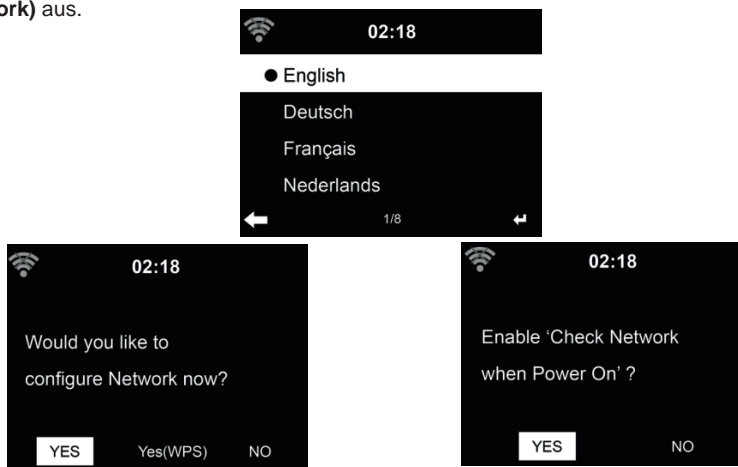 ork) aus.
02:18
English
Deutsch
Français
Nederlands
1/8
02:18
Would you like to
configure Network now?
YES Yes(WPS) NO
02:18
Enable ‘Check Network
when Power On’ ?
YES NO